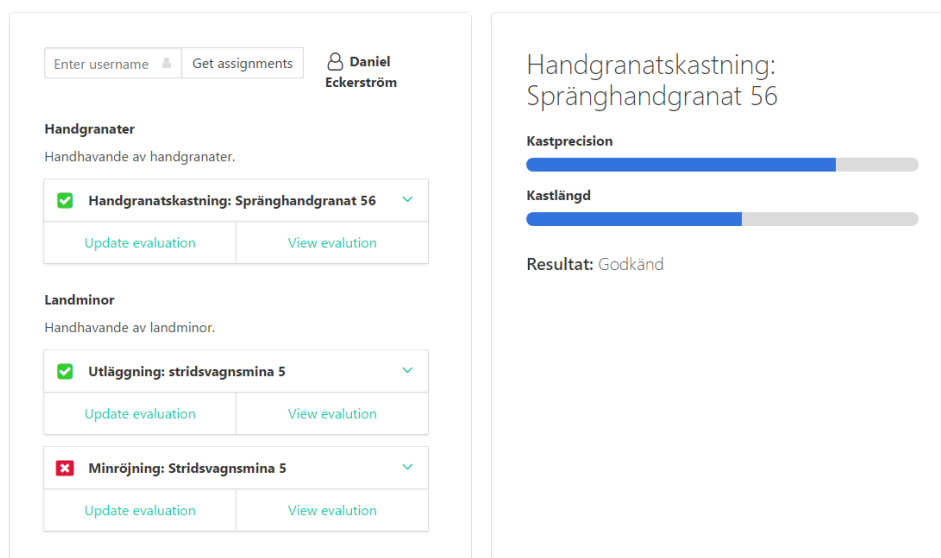 Enter username
Get assignments
Daniel
Eckerström
Handgranater
Handhavande av handgranater.
Handgranatskastning: Spränghandgranat 56
Update evaluation
View evalution
Landminor
Handhavande av landminor.
Utläggning: stridsvagnsmina 5
Update evaluation
View evalution
Minröjning: Stridsvagnsmina 5
Update evaluation
View evalution
Handgranatskastning:
Spränghandgranat 56
Kastprecision
Kastlängd
Resultat: Godkänd